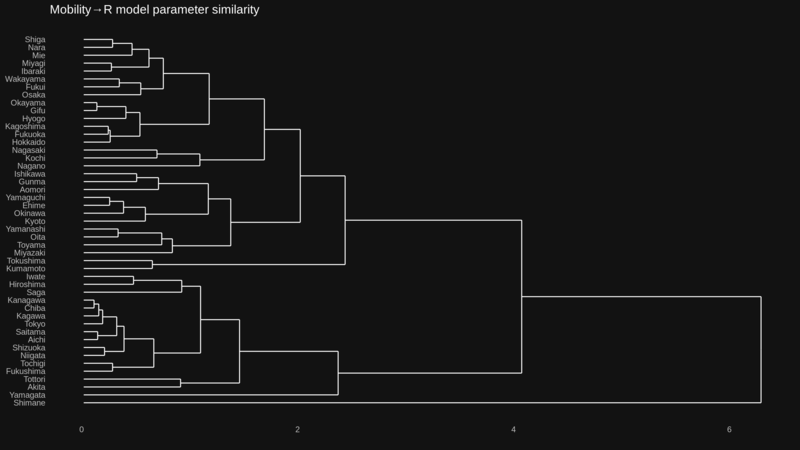 Mobility→R model parameter similarity
Shiga
Nara
Mie
Miyagi
Ibaraki
Wakayama
Fukui
Osaka
Okayama
Gifu
Hyogo
Kagoshima
Fukuoka
Hokkaido
Nagasaki
Kochi
Nagano
Ishikawa
Gunma
Aomori
Yamaguchi
Ehime
Okinawa
Kyoto
Yamanashi
Oita
Toyama
Miyazaki
Tokushima
Kumamoto
Iwate
Hiroshima
Saga
Kanagawa
Chiba
Kagawa
Tokyo
Saitama
Aichi
Shizuoka
Niigata
Tochigi
Fukushima
Tottori
Akita
Yamagata
Shimane
0 2 4 6